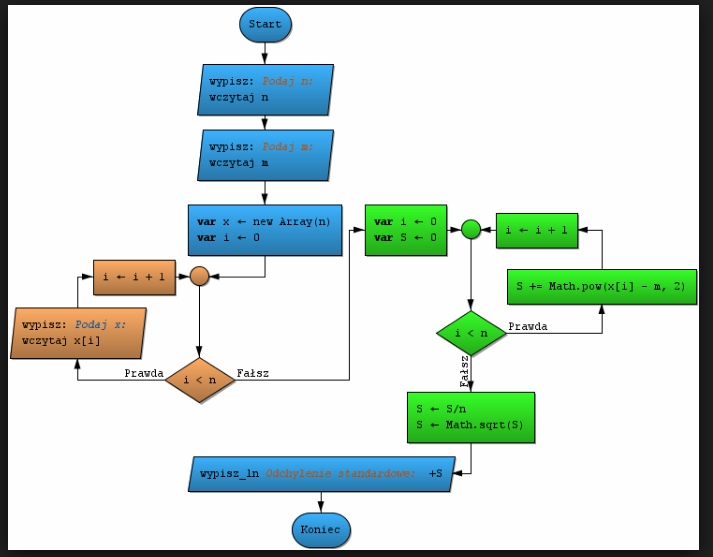 Start
wypisz: Podaj n:
wczytaj n
wypisz: Podaj m:
wczytaj m
var x ← new Array(n)
var i ← 0
i ← i + 1
wypisz: Podaj x:
wczytaj x[i]
Prawda
i < n
Fałsz
var i ← 0
var S ← 0
i ← i + 1
S += Math.pow(x[i] - m, 2)
i < n
Prawda
Fałsz
S ← S/n
S ← Math.sqrt(S)
wypisz_ln Odchylenie standardowe: +S
Koniec